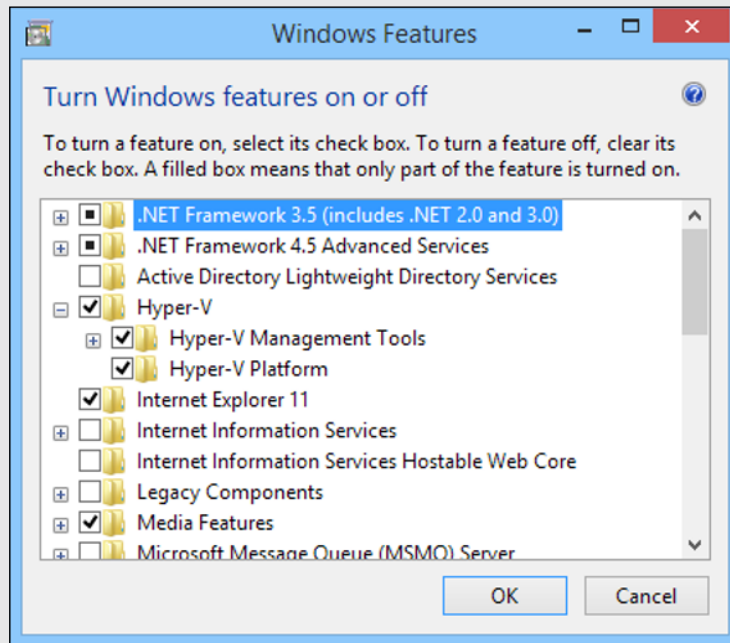 Windows Features
Turn Windows features on or off
To turn a feature on, select its check box. To turn a feature off, clear its
check box. A filled box means that only part of the feature is turned on.
.NET Framework 3.5 (includes .NET 2.0 and 3.0)
.NET Framework 4.5 Advanced Services
Active Directory Lightweight Directory Services
Hyper-V
Hyper-V Management Tools
Hyper-V Platform
Internet Explorer 11
Internet Information Services
Internet Information Services Hostable Web Core
Legacy Components
Media Features
Microsoft Message Queue (MSMQ) Server
OK Cancel